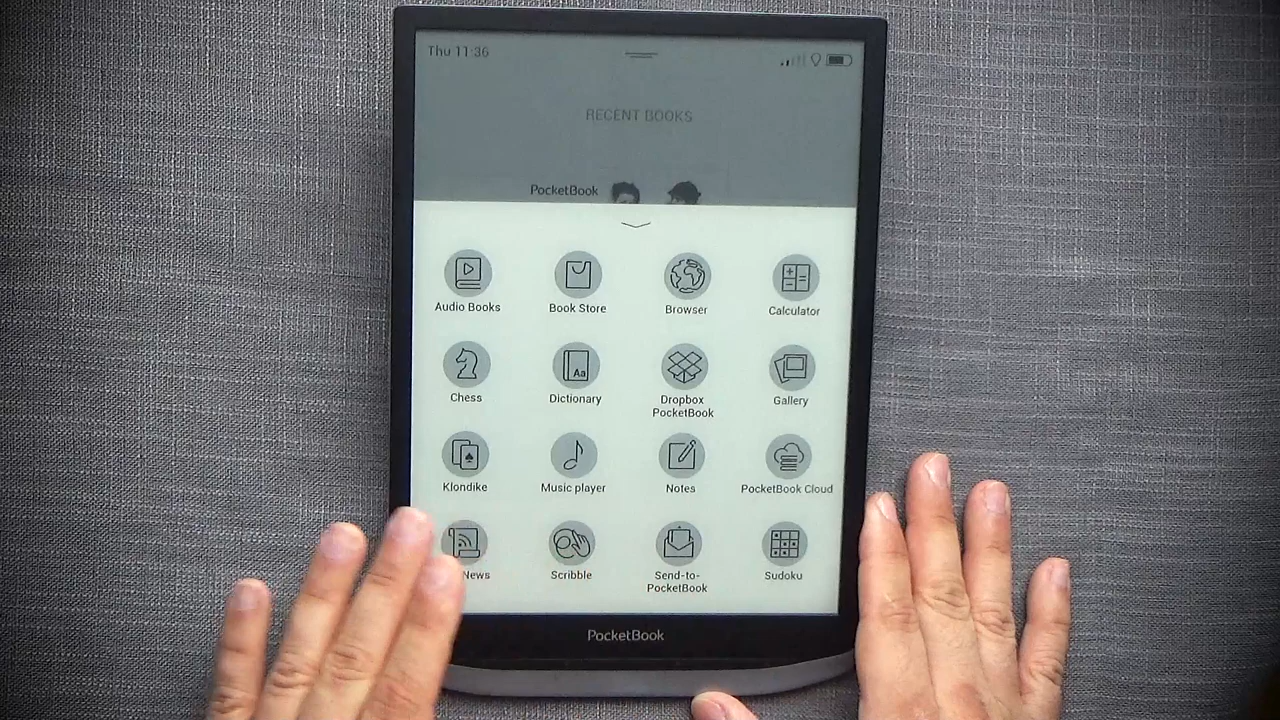 Thu 11:36
RECENT BOOKS
PocketBook
Audio Books
Book Store
Browser
Calculator
Chess
Dictionary
Aa
Dropbox
PocketBook
Gallery
Klondike
Music player
Notes
PocketBook Cloud
News
Scribble
Send-to-
PocketBook
Sudoku
PocketBook